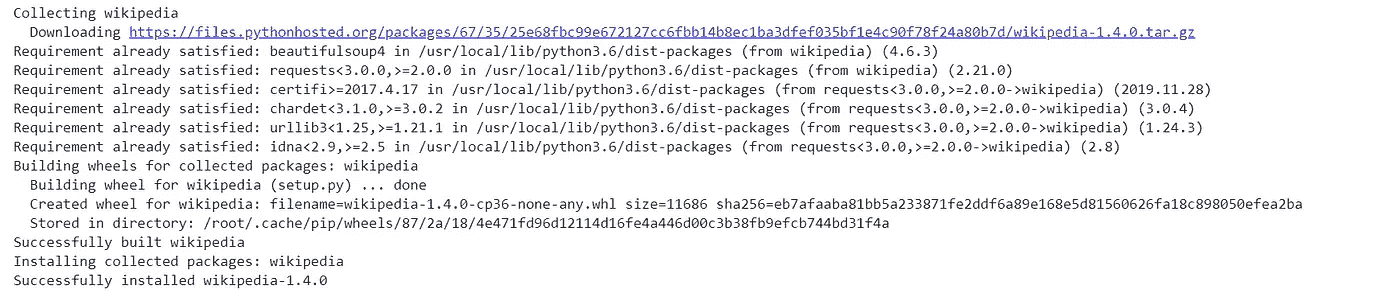 Collecting wikipedia
Downloading https://files.pythonhosted.org/packages/67/35/25e68fbc99e672127cc6fbb14b8ec1ba3dfef035bf1e4c90f78f24a80b7d/wikipedia-1.4.0.tar.gz
Requirement already satisfied: beautifulsoup4 in /usr/local/lib/python3.6/dist-packages (from wikipedia) (4.6.3)
Requirement already satisfied: requests<3.0.0,>=2.0.0 in /usr/local/lib/python3.6/dist-packages (from wikipedia) (2.21.0)
Requirement already satisfied: certifi>=2017.4.17 in /usr/local/lib/python3.6/dist-packages (from requests<3.0.0,>=2.0.0->wikipedia) (2019.11.28)
Requirement already satisfied: chardet<3.1.0,>=3.0.2 in /usr/local/lib/python3.6/dist-packages (from requests<3.0.0,>=2.0.0->wikipedia) (3.0.4)
Requirement already satisfied: urllib3<1.25,>=1.21.1 in /usr/local/lib/python3.6/dist-packages (from requests<3.0.0,>=2.0.0->wikipedia) (1.24.3)
Requirement already satisfied: idna<2.9,>=2.5 in /usr/local/lib/python3.6/dist-packages (from requests<3.0.0,>=2.0.0->wikipedia) (2.8)
Building wheels for collected packages: wikipedia
Building wheel for wikipedia (setup.py) ... done
Created wheel for wikipedia: filename=wikipedia-1.4.0-cp36-none-any.whl size=11686 sha256=eb7afaaba81bb5a233871fe2ddf6a89e168e5d81560626fa18c898050efea2ba
Stored in directory: /root/.cache/pip/wheels/87/2a/18/4e471fd96d12114d16fe4a446d00c3b38fb9efcb744bd31f4a
Successfully built wikipedia
Installing collected packages: wikipedia
Successfully installed wikipedia-1.4.0